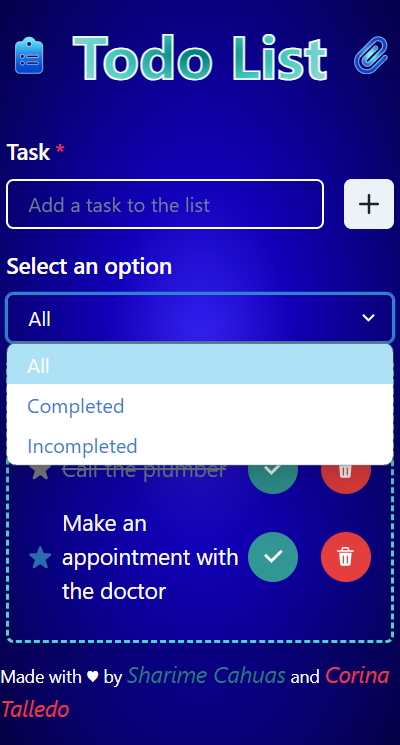 Todo List
Task *
Add a task to the list
Select an option
All
All
Completed
Incompleted
Call the plumber
Make an
appointment with
the doctor
Made with ♥ by Sharime Cahuas and Corina
Talledo